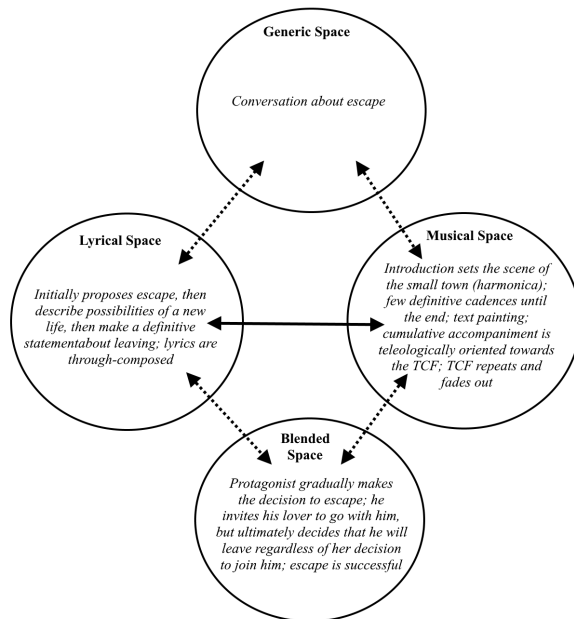 Generic Space
Conversation about escape
Lyrical Space
Initially proposes escape, then
describe possibilities of a new
life, then make a definitive
statementabout leaving; lyrics are
through-composed
Musical Space
Introduction sets the scene of
the small town (harmonica);
few definitive cadences until
the end; text painting;
cumulative accompaniment is
teleologically oriented towards
the TCF; TCF repeats and
fades out
Blended
Space
Protagonist gradually makes
the decision to escape; he
invites his lover to go with him,
but ultimately decides that he will
leave regardless of her decision
to join him; escape is successful